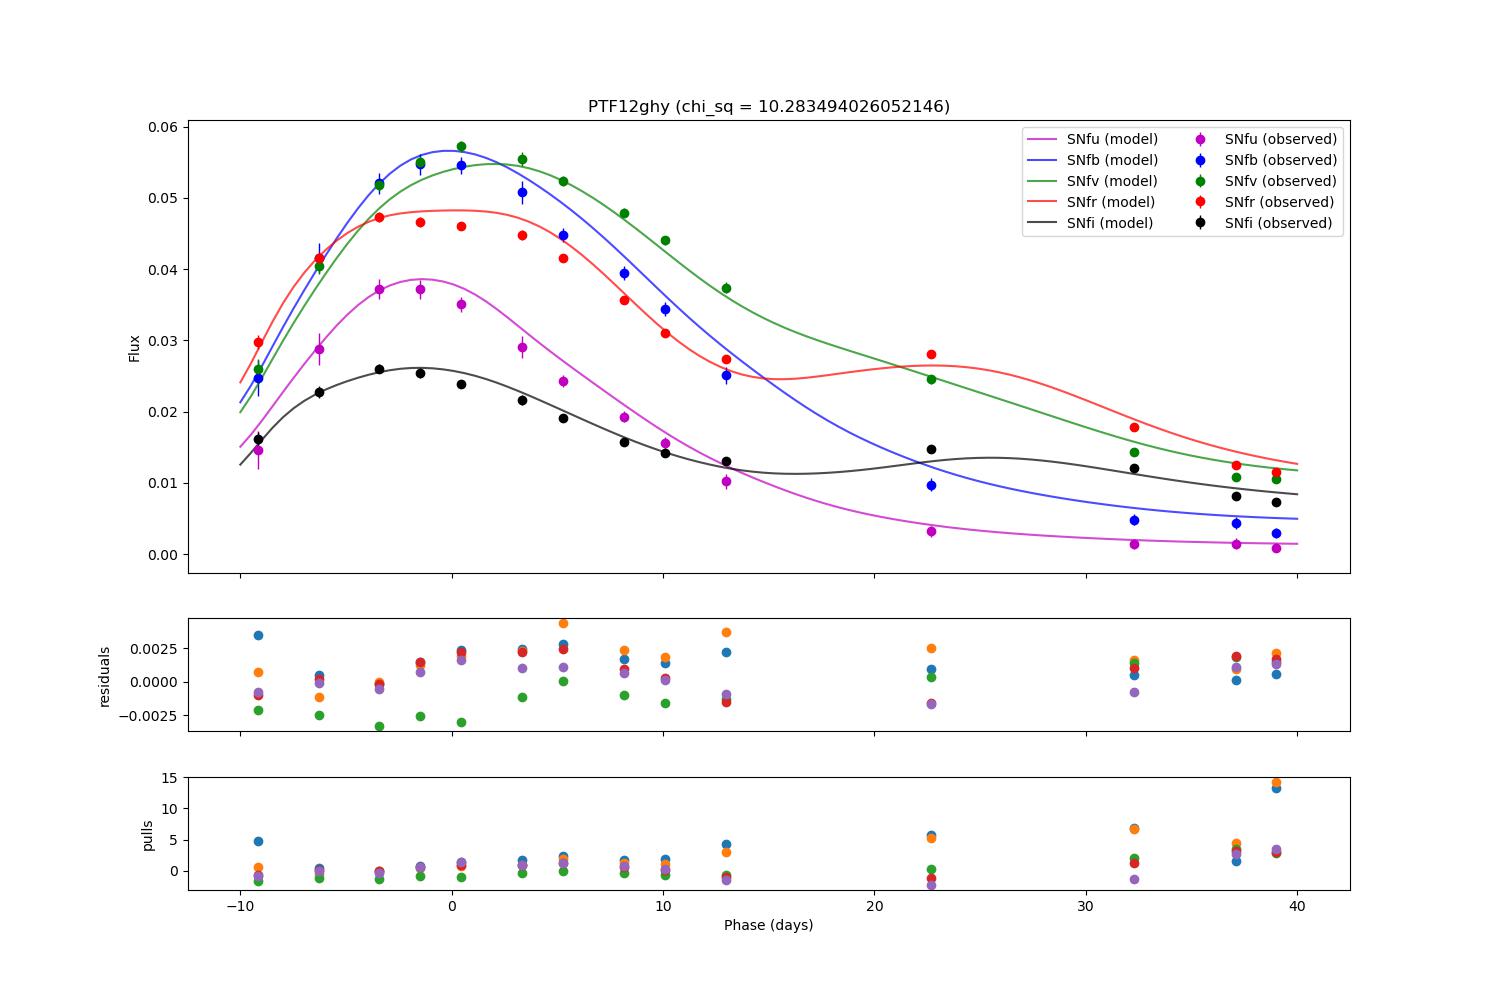 PTF12ghy (chi_sq = 10.283494026052146)
0.06
0.05
0.04
0.03
0.02
0.01
0.00
Flux
SNfu (model)
SNfb (model)
SNfv (model)
SNfr (model)
SNfi (model)
SNfu (observed)
SNfb (observed)
SNfv (observed)
SNfr (observed)
SNfi (observed)
0.0025
0.0000
−0.0025
residuals
15
10
5
0
pulls
−10 0 10 20 30 40
Phase (days)